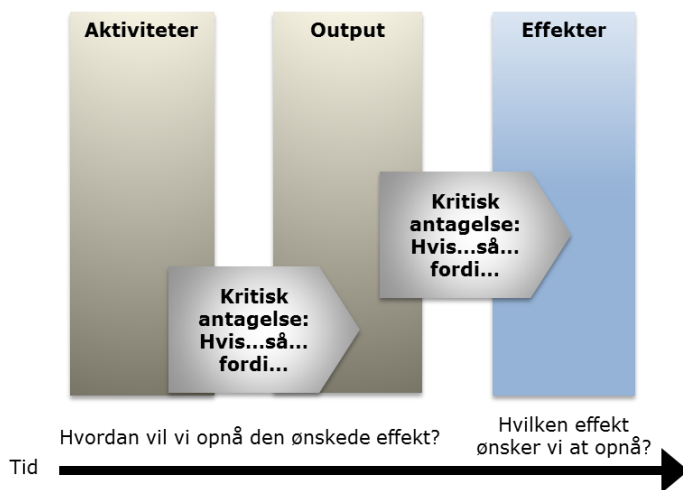 Aktiviteter
Output
Effekter
Kritisk
antagelse:
Hvis...så...
fordi...
Kritisk
antagelse:
Hvis...så...
fordi...
Hvordan vil vi opnå den ønskede effekt?
Hvilken effekt
ønsker vi at opnå?
Tid